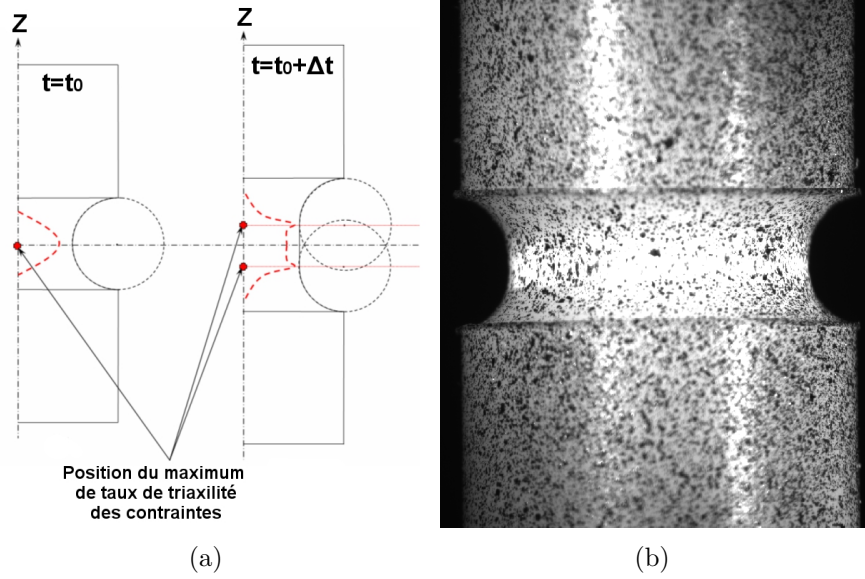 Z
Z
t=t0
t=t0+Δt
Position du maximum
de taux de triaxilité
des contraintes
(a)
(b)